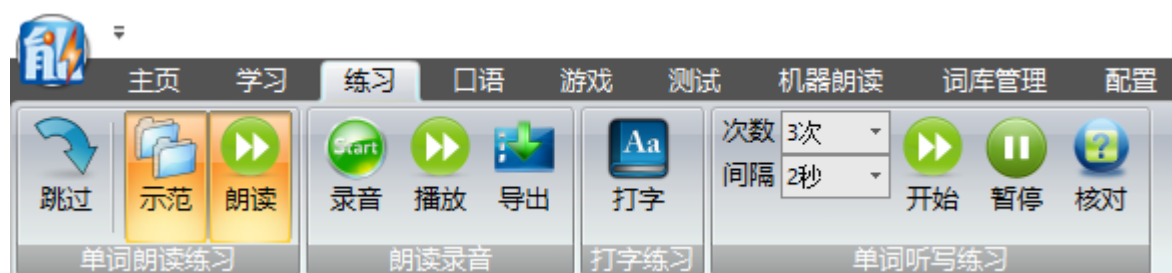 能
主页 学习 练习 口语 游戏 测试 机器朗读 词库管理 配置
次数 3次
Start Aa
间隔 2秒
跳过 示范 朗读 录音 播放 导出 打字 开始 暂停 核对
单词朗读练习 朗读录音 打字练习 单词听写练习